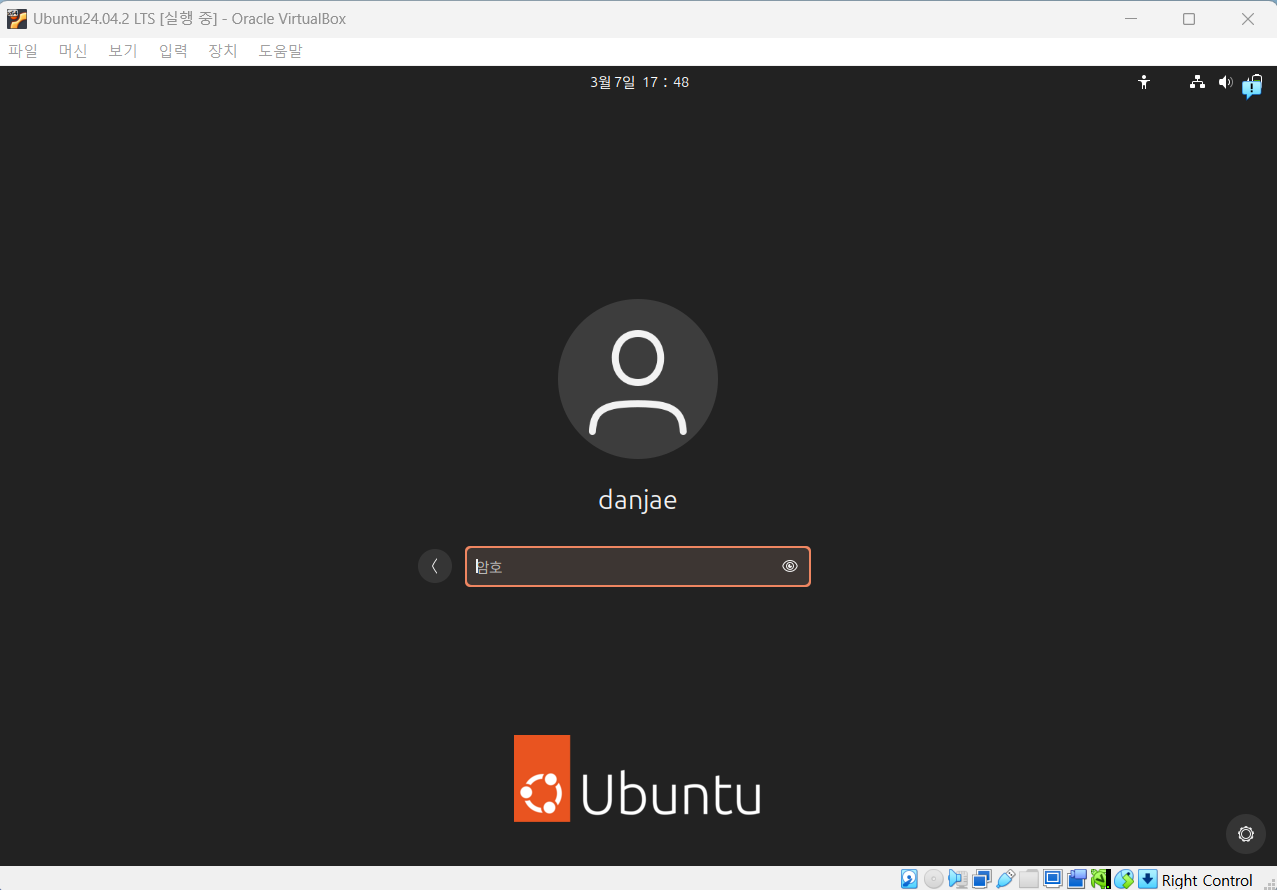 Ubuntu24.04.2 LTS [실행 중] - Oracle VirtualBox
파일 머신 보기 입력 장치 도움말
3월 7일 17 : 48
danjae
암호
Ubuntu
Right Control